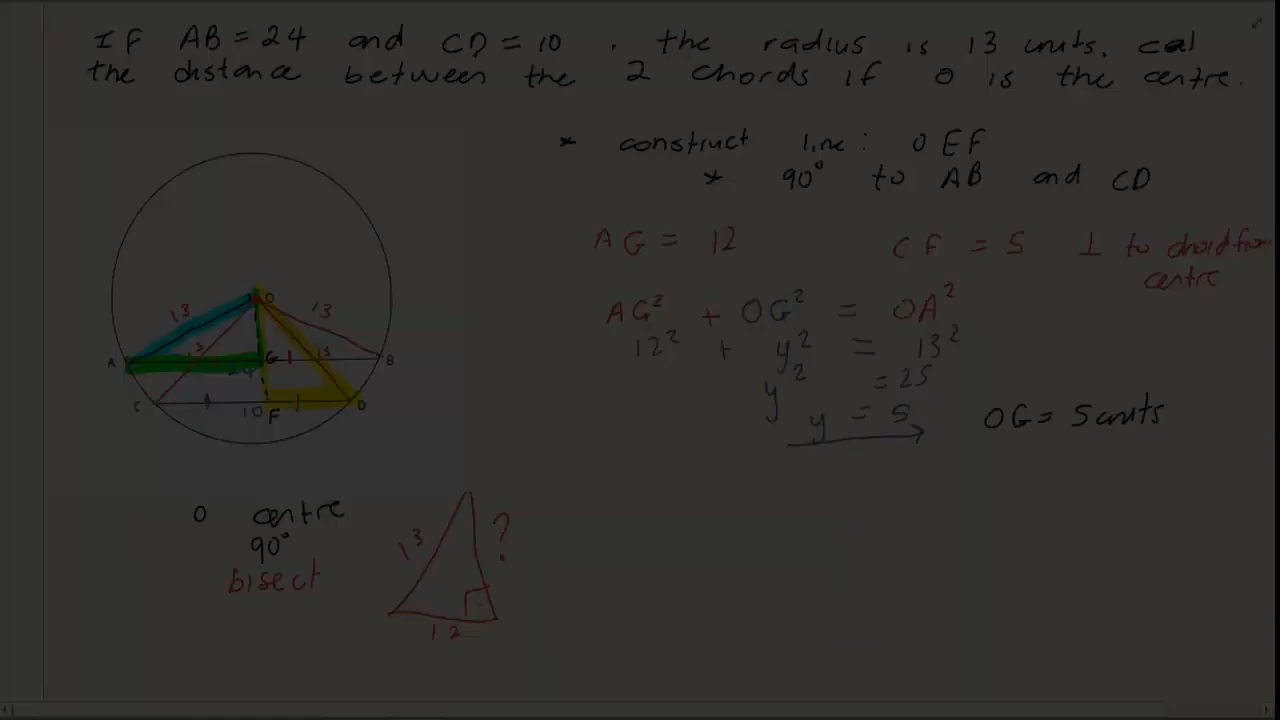 IF AB = 24 and CD = 10 . the radius is 13 units. cal
the distance between the 2 chords if O is the centre.
* construct line: OEF
* 90° to AB and CD
AG = 12 CF = 5 ⊥ to chord from
centre
AG² + OG² = OA²
12² + y² = 13²
y² = 25
y = 5 OG = 5 units
O
13 13
13 13
A G B
C 10 F D
O centre
90°
bisect
13 ?
12